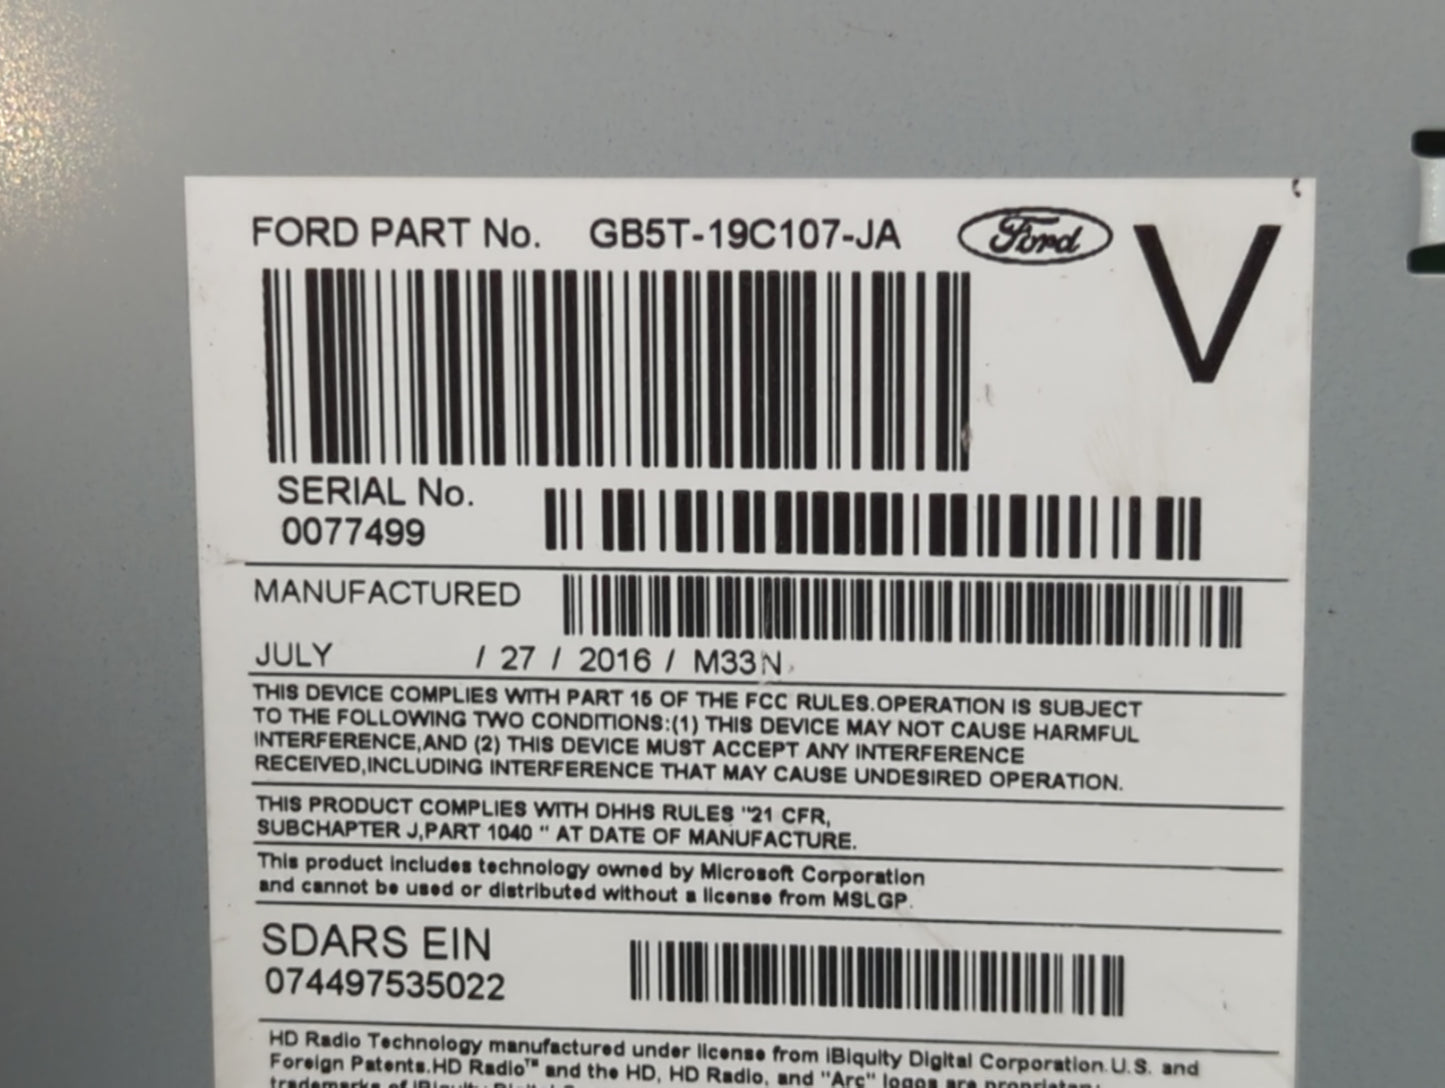 FORD PART No. GB5T-19C107-JA Ford V
SERIAL No.
0077499
MANUFACTURED
JULY / 27 / 2016 / M33N
THIS DEVICE COMPLIES WITH PART 15 OF THE FCC RULES.OPERATION IS SUBJECT
TO THE FOLLOWING TWO CONDITIONS:(1) THIS DEVICE MAY NOT CAUSE HARMFUL
INTERFERENCE,AND (2) THIS DEVICE MUST ACCEPT ANY INTERFERENCE
RECEIVED,INCLUDING INTERFERENCE THAT MAY CAUSE UNDESIRED OPERATION.
THIS PRODUCT COMPLIES WITH DHHS RULES "21 CFR,
SUBCHAPTER J,PART 1040 " AT DATE OF MANUFACTURE.
This product includes technology owned by Microsoft Corporation
and cannot be used or distributed without a license from MSLGP.
SDARS EIN
074497535022
HD Radio Technology manufactured under license from iBiquity Digital Corporation.U.S. and
Foreign Patents.HD Radio™ and the HD, HD Radio, and "Arc" logos are proprietary
trademarks of iBiquity Digital